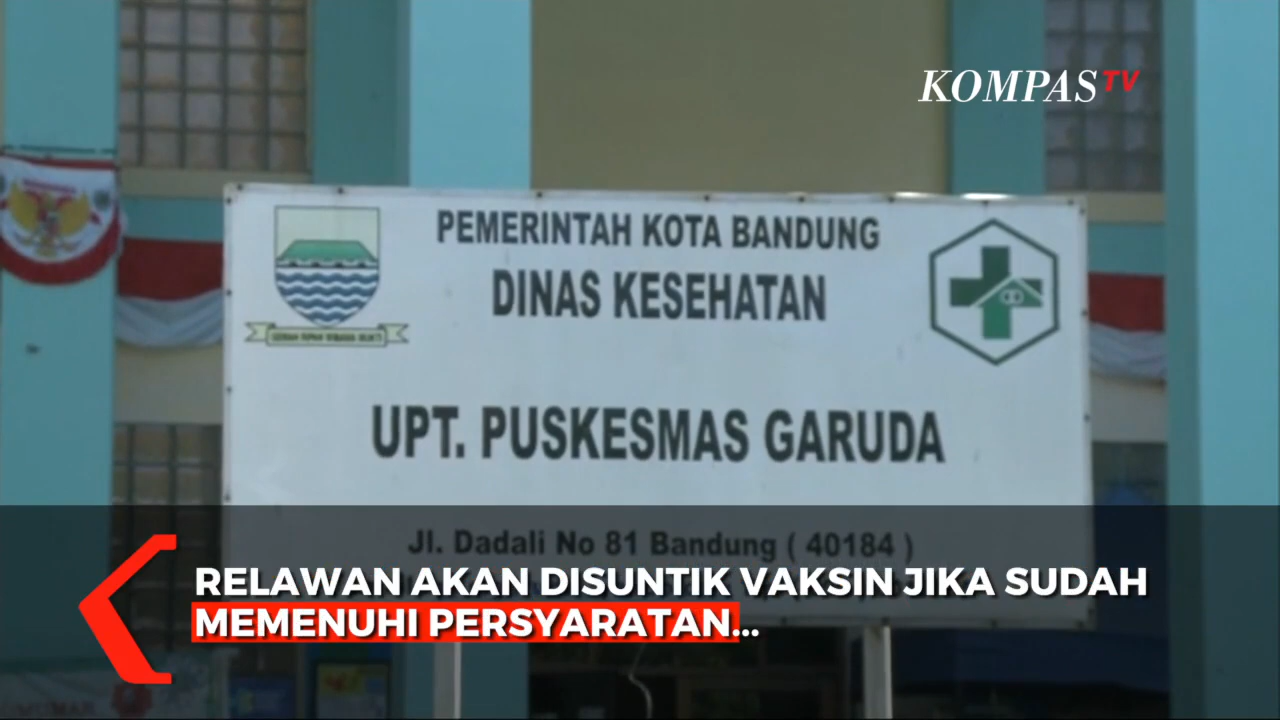 KOMPASTV
PEMERINTAH KOTA BANDUNG
DINAS KESEHATAN
UPT. PUSKESMAS GARUDA
Jl. Dadali No 81 Bandung ( 40184 )
RELAWAN AKAN DISUNTIK VAKSIN JIKA SUDAH
MEMENUHI PERSYARATAN...